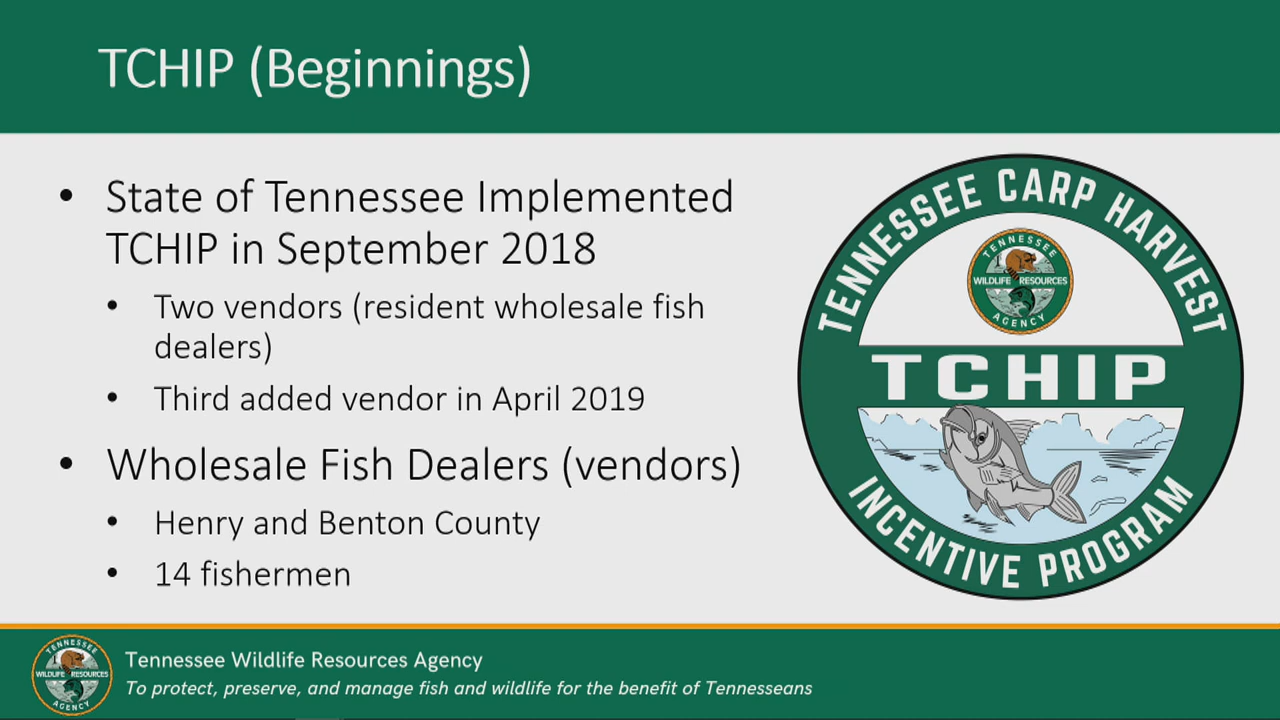 TCHIP (Beginnings)
• State of Tennessee Implemented
TCHIP in September 2018
• Two vendors (resident wholesale fish
dealers)
• Third added vendor in April 2019
• Wholesale Fish Dealers (vendors)
• Henry and Benton County
• 14 fishermen
TENNESSEE CARP HARVEST
TENNESSEE
WILDLIFE RESOURCES
AGENCY
TCHIP
INCENTIVE PROGRAM
TENNESSEE
WILDLIFE RESOURCES
AGENCY
Tennessee Wildlife Resources Agency
To protect, preserve, and manage fish and wildlife for the benefit of Tennesseans